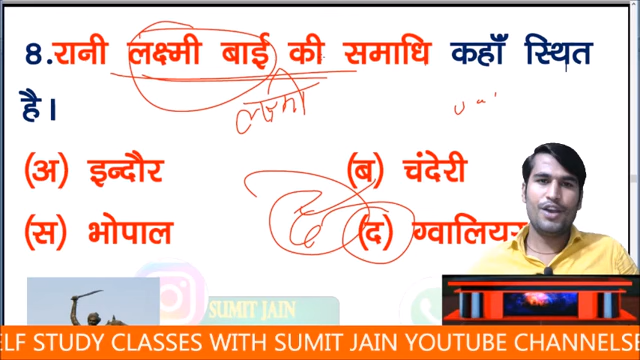 8.रानी लक्ष्मी बाई की समाधि कहाँ स्थित
है।
(अ) इन्दौर
(ब) चंदेरी
(स) भोपाल
(द) ग्वालियर
SUMIT JAIN
ELF STUDY CLASSES WITH SUMIT JAIN YOUTUBE CHANNELSE